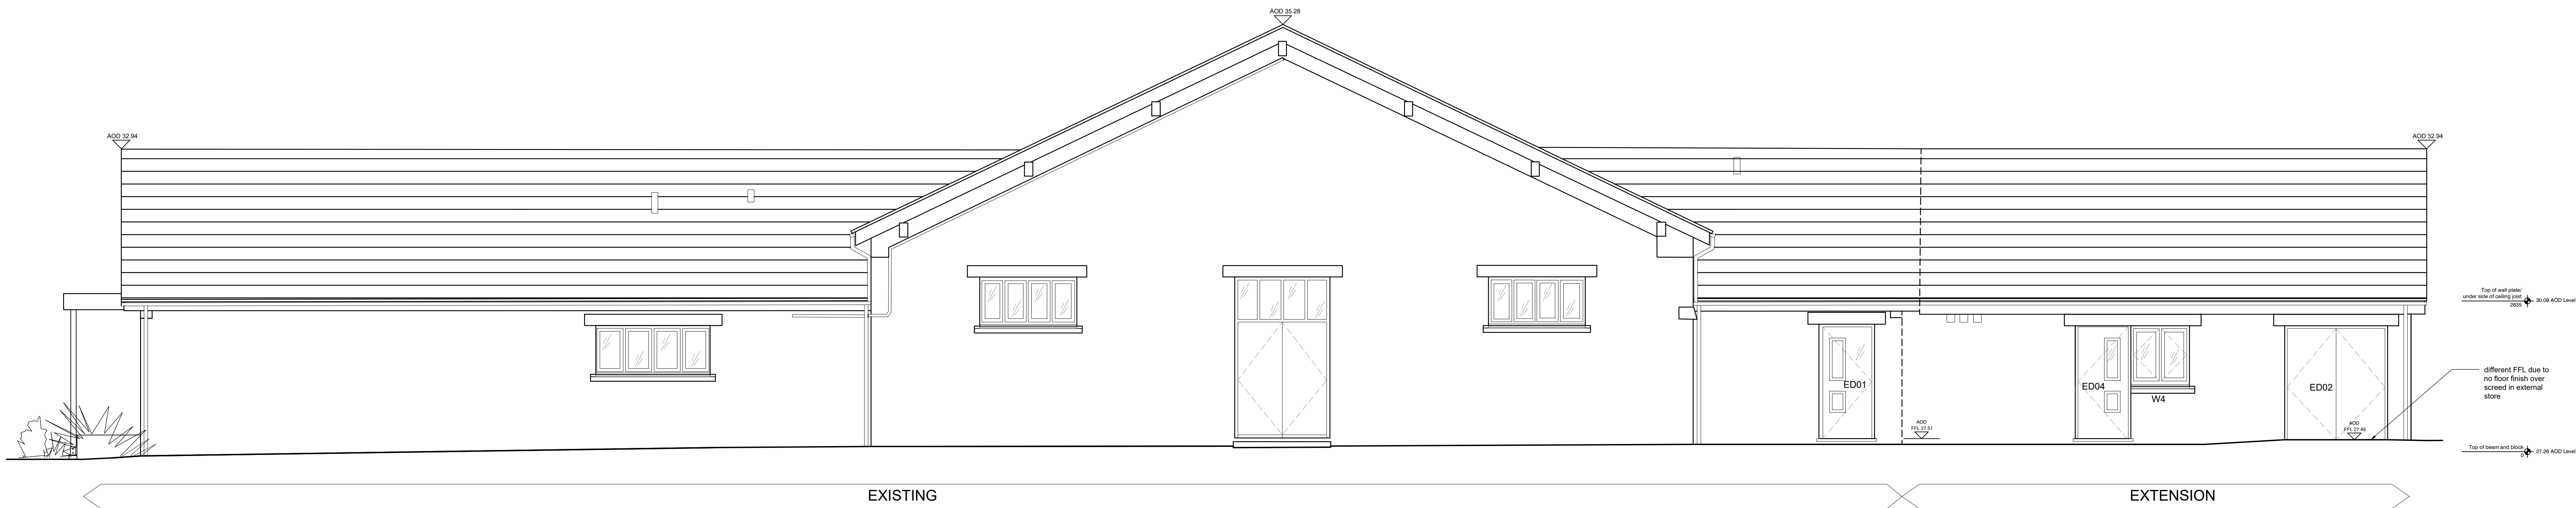 AOD 35.28
AOD 32.94
AOD 32.94
Top of wall plate/
under side of ceiling joist
2835
30.09 AOD Level
different FFL due to
no floor finish over
screed in external
store
ED01
ED04
W4
ED02
AOD
FFL 27.51
AOD
FFL 27.49
Top of beam and block
0
27.26 AOD Level
EXISTING
EXTENSION